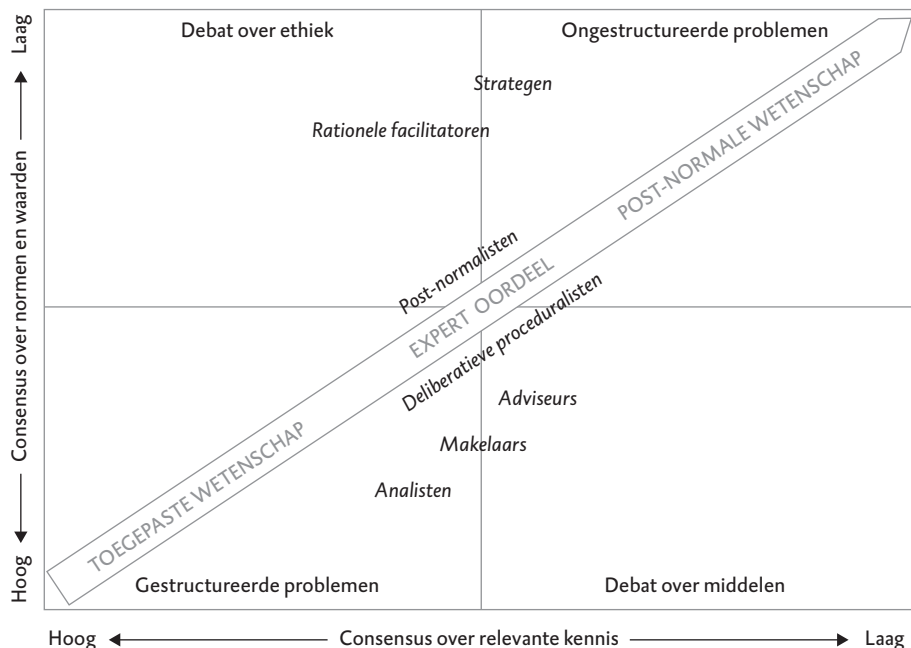 Laag
Debat over ethiek
Ongestructureerde problemen
Strategen
Rationele facilitatoren
POST-NORMALE WETENSCHAP
Post-normalisten
EXPERT OORDEEL
Deliberatieve proceduralisten
Consensus over normen en waarden
Adviseurs
Makelaars
Analisten
TOEGEPASTE WETENSCHAP
Hoog
Gestructureerde problemen
Debat over middelen
Hoog
Consensus over relevante kennis
Laag